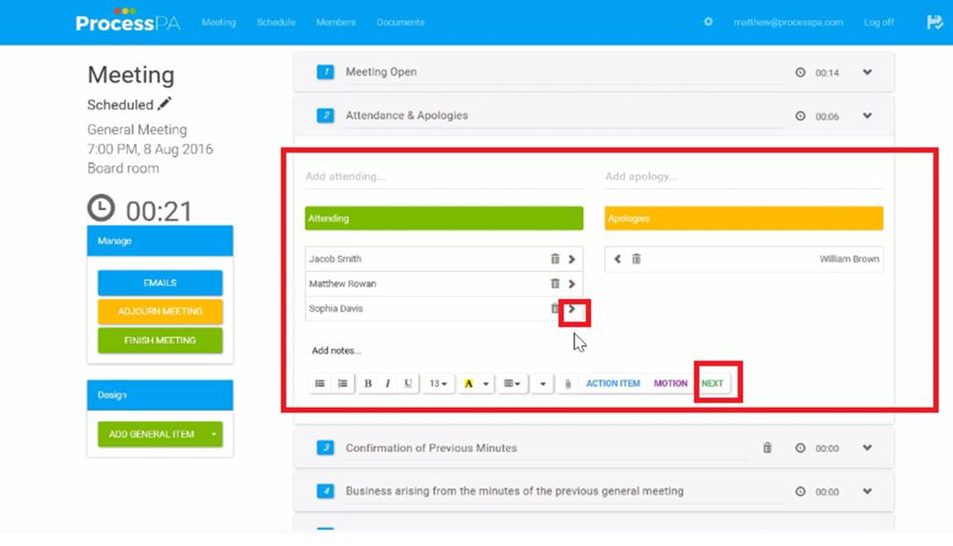 ProcessPA Meeting Schedule Members Documents matthew@processpa.com Log off
Meeting
Scheduled
General Meeting
7:00 PM, 8 Aug 2016
Board room
00:21
Manage
EMAILS
ADJOURN MEETING
FINISH MEETING
Design
ADD GENERAL ITEM
1 Meeting Open 00:14
2 Attendance & Apologies 00:06
Add attending... Add apology...
Attending Apologies
Jacob Smith William Brown
Matthew Rowan
Sophia Davis
Add notes...
B I U 13 A ACTION ITEM MOTION NEXT
3 Confirmation of Previous Minutes 00:00
4 Business arising from the minutes of the previous general meeting 00:00